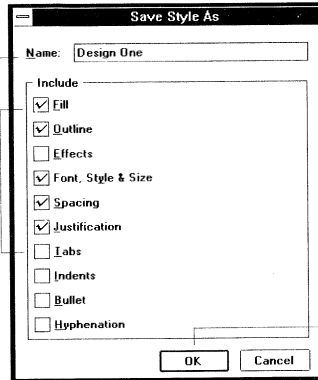 Save Style As
Name: Design One
Include
Fill
Outline
Effects
Font, Style & Size
Spacing
Justification
Tabs
Indents
Bullet
Hyphenation
OK Cancel